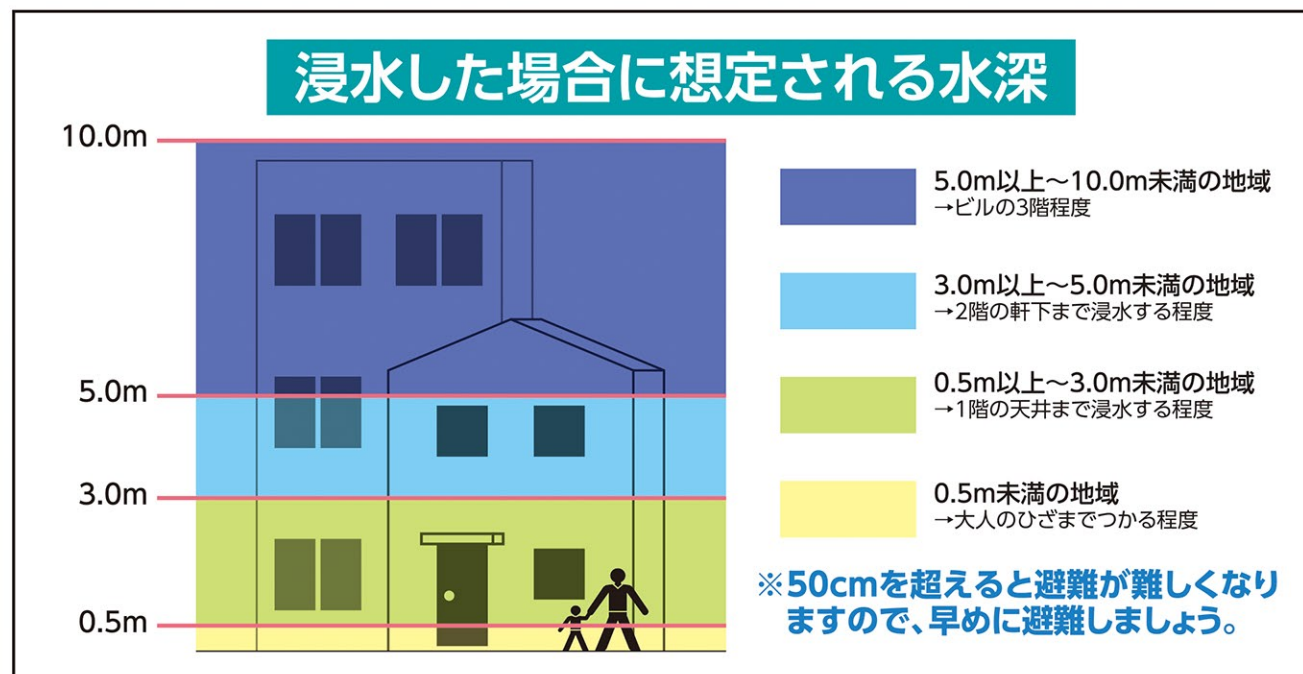 浸水した場合に想定される水深
10.0m
5.0m
3.0m
0.5m
5.0m以上～10.0m未満の地域
→ビルの3階程度
3.0m以上～5.0m未満の地域
→2階の軒下まで浸水する程度
0.5m以上～3.0m未満の地域
→1階の天井まで浸水する程度
0.5m未満の地域
→大人のひざまでつかる程度
※50cmを超えると避難が難しくなり
ますので、早めに避難しましょう。